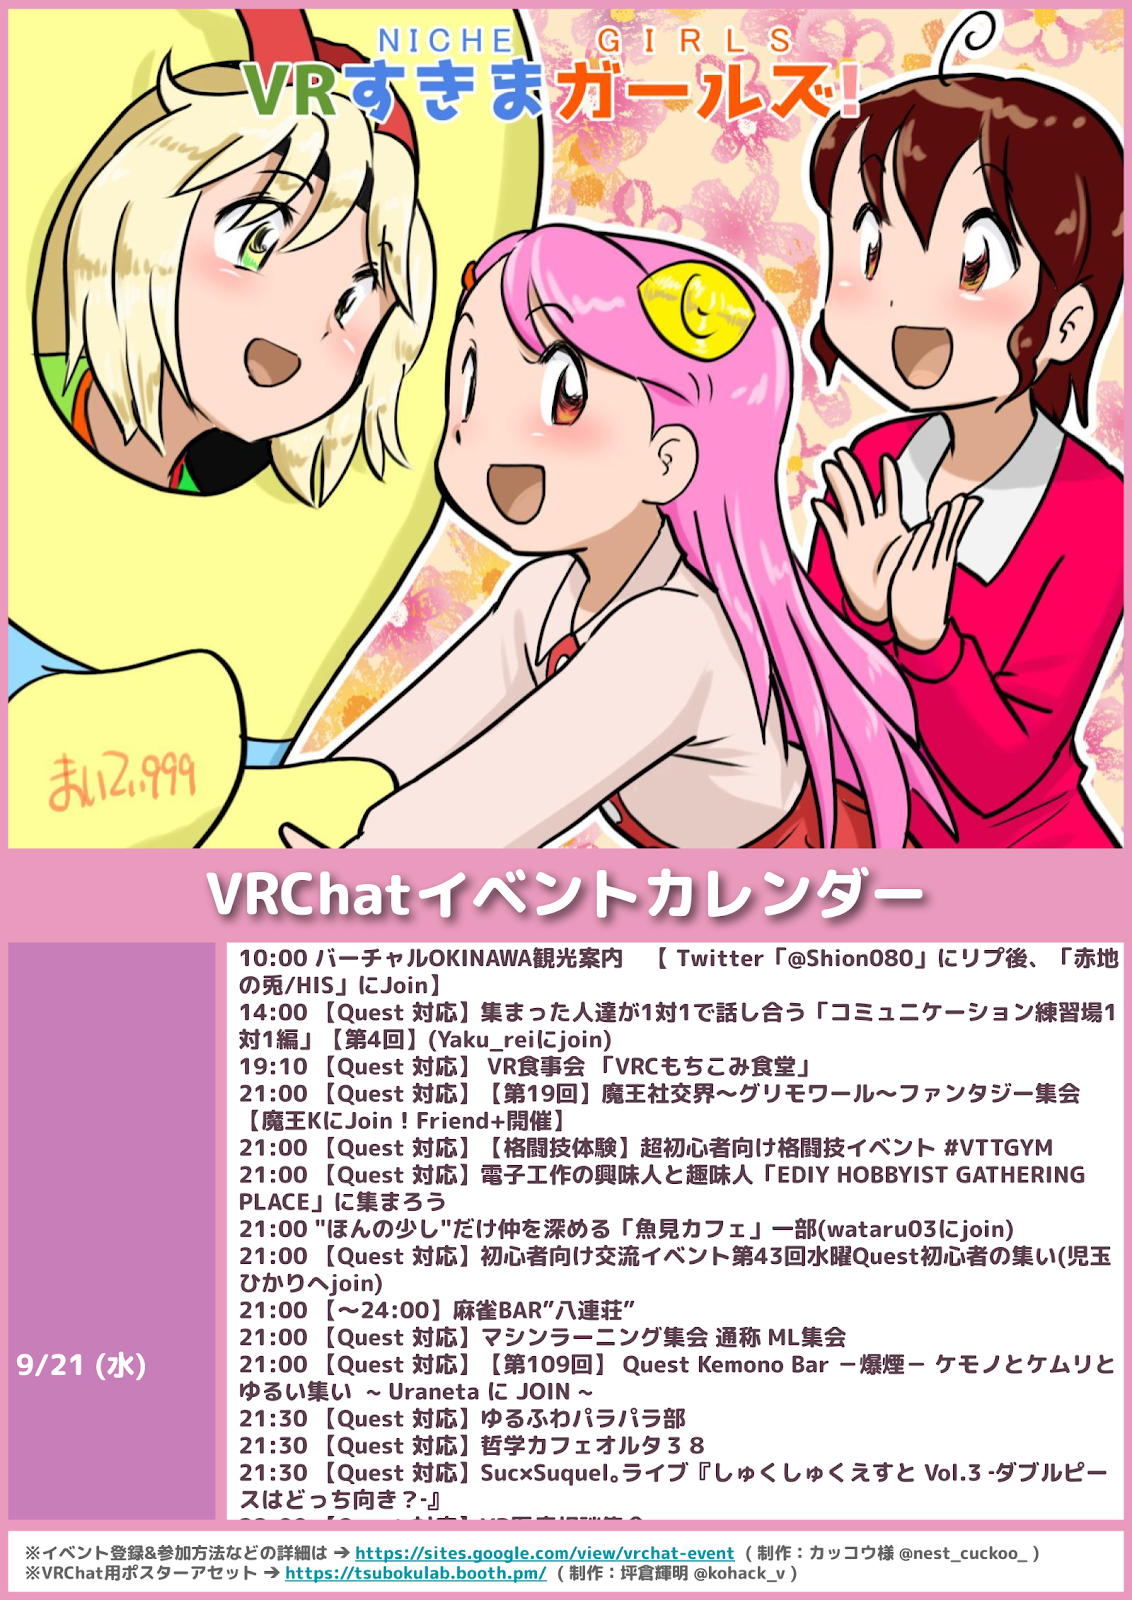 NICHE GIRLS
VRすきまガールズ!
まいてぃ999
VRChatイベントカレンダー
9/21 (水)
10:00 バーチャルOKINAWA観光案内 【 Twitter「@Shion080」にリプ後、「赤地
の兎/HIS」にJoin】
14:00 【Quest 対応】集まった人達が1対1で話し合う「コミュニケーション練習場1
対1編」【第4回】(Yaku_reiにjoin)
19:10 【Quest 対応】 VR食事会 「VRCもちこみ食堂」
21:00 【Quest 対応】【第19回】魔王社交界～グリモワール～ファンタジー集会
【魔王KにJoin！Friend+開催】
21:00 【Quest 対応】【格闘技体験】超初心者向け格闘技イベント #VTTGYM
21:00 【Quest 対応】電子工作の興味人と趣味人「EDIY HOBBYIST GATHERING
PLACE」に集まろう
21:00 "ほんの少し"だけ仲を深める「魚見カフェ」一部(wataru03にjoin)
21:00 【Quest 対応】初心者向け交流イベント第43回水曜Quest初心者の集い(児玉
ひかりへjoin)
21:00 【～24:00】麻雀BAR”八連荘”
21:00 【Quest 対応】マシンラーニング集会 通称 ML集会
21:00 【Quest 対応】【第109回】 Quest Kemono Bar －爆煙－ ケモノとケムリと
ゆるい集い ~ Uraneta に JOIN ~
21:30 【Quest 対応】ゆるふわパラパラ部
21:30 【Quest 対応】哲学カフェオルタ３８
21:30 【Quest 対応】Suc×Suquel。ライブ『しゅくしゅくえすと Vol.3 -ダブルピー
スはどっち向き？-』
※イベント登録&参加方法などの詳細は ➔ https://sites.google.com/view/vrchat-event ( 制作：カッコウ様 @nest_cuckoo_ )
※VRChat用ポスターアセット ➔ https://tsubokulab.booth.pm/ ( 制作：坪倉輝明 @kohack_v )